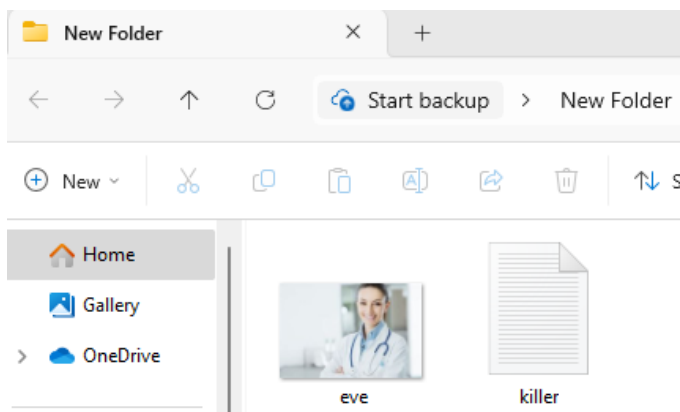 New Folder
Start backup > New Folder
New
S
Home
Gallery
OneDrive
eve
killer